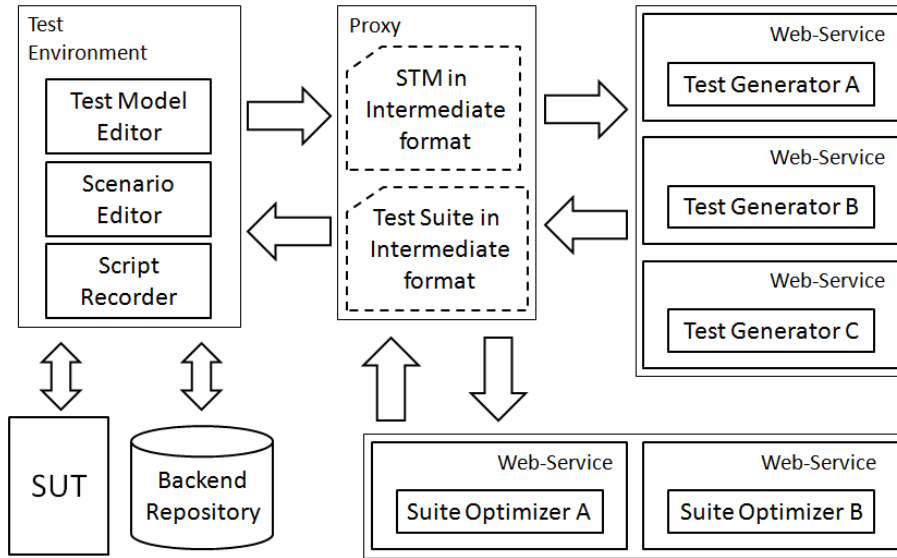 Test
Environment
Test Model
Editor
Scenario
Editor
Script
Recorder
Proxy
STM in
Intermediate
format
Test Suite in
Intermediate
format
Web-Service
Test Generator A
Web-Service
Test Generator B
Web-Service
Test Generator C
SUT
Backend
Repository
Web-Service
Suite Optimizer A
Web-Service
Suite Optimizer B